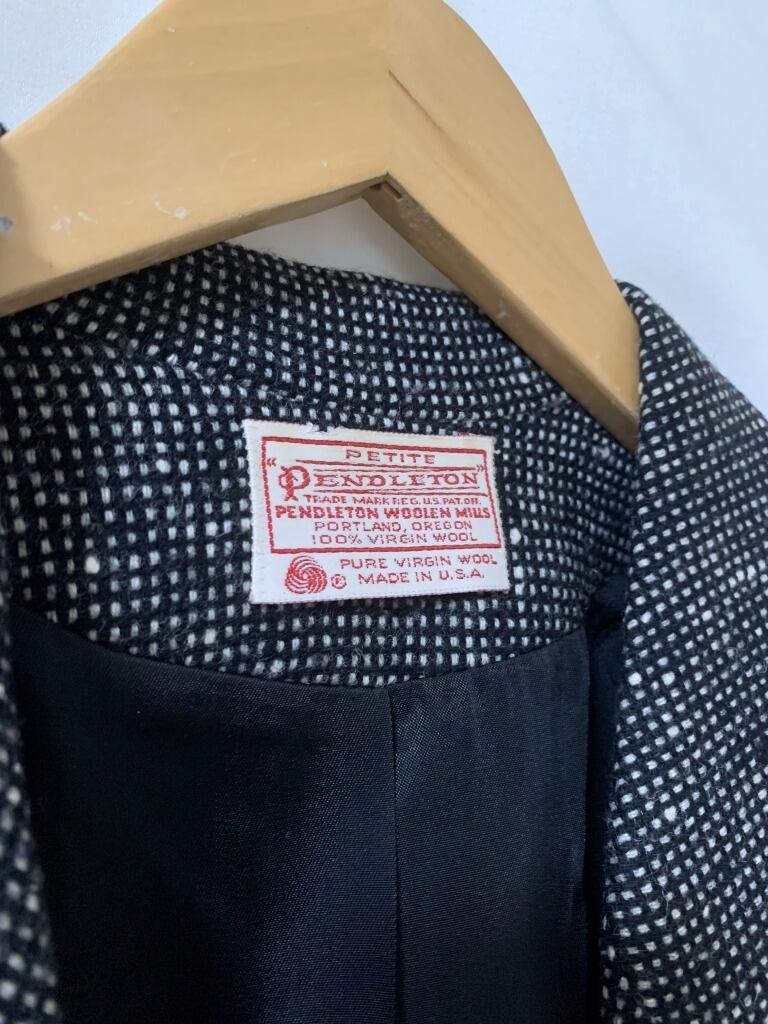 PETITE
"PENDLETON"
TRADE MARK REG. U.S. PAT. OFF.
PENDLETON WOOLEN MILLS
PORTLAND, OREGON
100% VIRGIN WOOL
PURE VIRGIN WOOL
® MADE IN U.S.A.